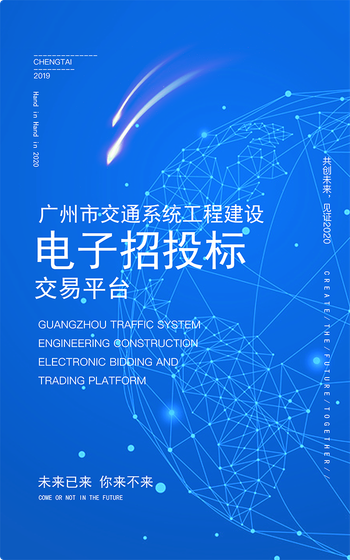 CHENGTAI
2019
Hand in Hand in 2020
共创未来，见证2020
CREATE/THE/FUTURE/TOGETHER/
广州市交通系统工程建设
电子招投标
交易平台
GUANGZHOU TRAFFIC SYSTEM
ENGINEERING CONSTRUCTION
ELECTRONIC BIDDING AND
TRADING PLATFORM
未来已来 你来不来
COME OR NOT IN THE FUTURE